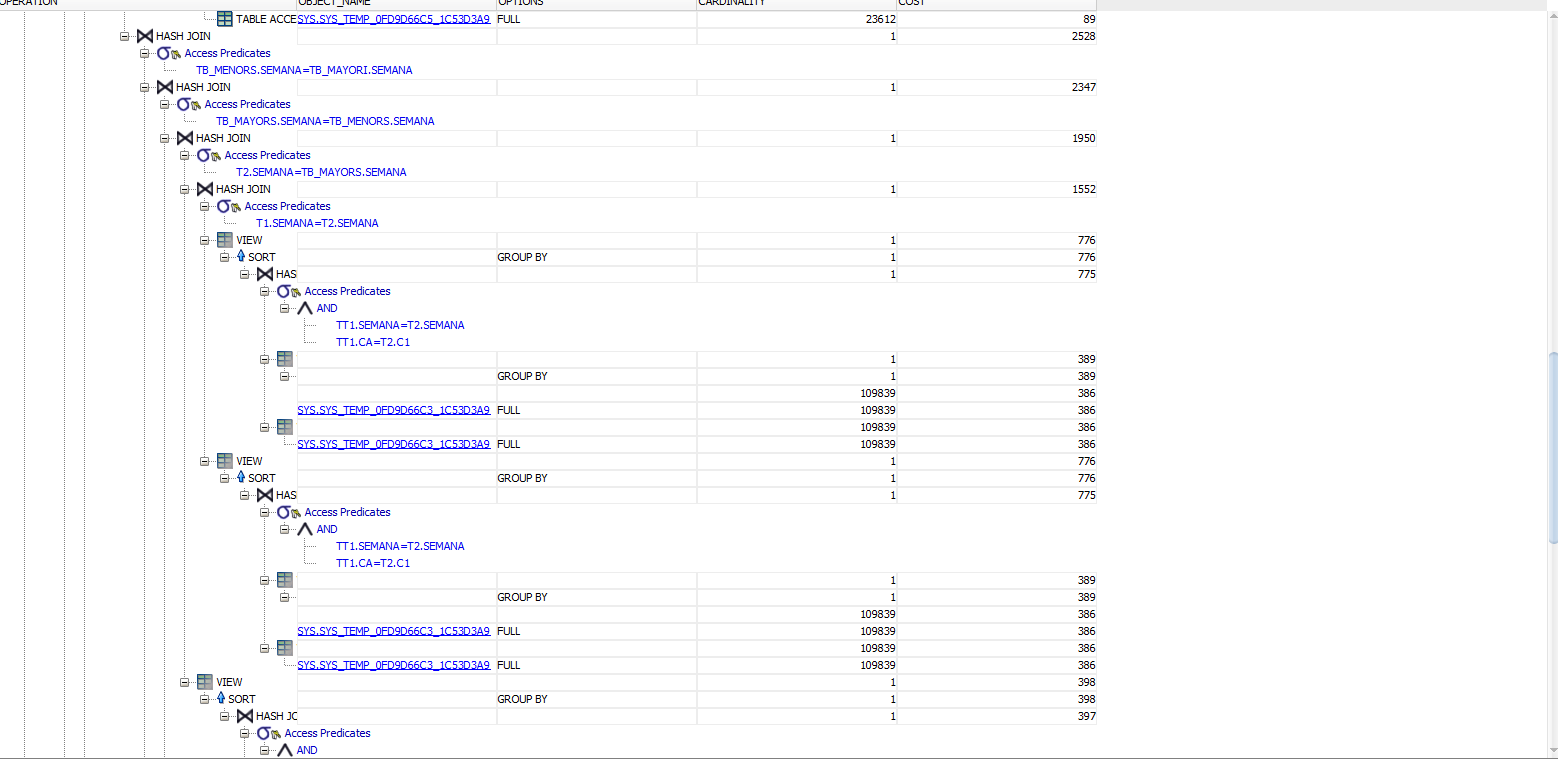 OPERATION OBJECT_NAME OPTIONS CARDINALITY COST
TABLE ACCE SYS.SYS_TEMP_0FD9D66C5_1C53D3A9 FULL 23612 89
HASH JOIN 1 2528
Access Predicates
TB_MENORS.SEMANA=TB_MAYORI.SEMANA
HASH JOIN 1 2347
Access Predicates
TB_MAYORS.SEMANA=TB_MENORS.SEMANA
HASH JOIN 1 1950
Access Predicates
T2.SEMANA=TB_MAYORS.SEMANA
HASH JOIN 1 1552
Access Predicates
T1.SEMANA=T2.SEMANA
VIEW 1 776
SORT GROUP BY 1 776
HAS 1 775
Access Predicates
AND
TT1.SEMANA=T2.SEMANA
TT1.CA=T2.C1
1 389
GROUP BY 1 389
109839 386
SYS.SYS_TEMP_0FD9D66C3_1C53D3A9 FULL 109839 386
109839 386
SYS.SYS_TEMP_0FD9D66C3_1C53D3A9 FULL 109839 386
VIEW 1 776
SORT GROUP BY 1 776
HAS 1 775
Access Predicates
AND
TT1.SEMANA=T2.SEMANA
TT1.CA=T2.C1
1 389
GROUP BY 1 389
109839 386
SYS.SYS_TEMP_0FD9D66C3_1C53D3A9 FULL 109839 386
109839 386
SYS.SYS_TEMP_0FD9D66C3_1C53D3A9 FULL 109839 386
VIEW 1 398
SORT GROUP BY 1 398
HASH JC 1 397
Access Predicates
AND